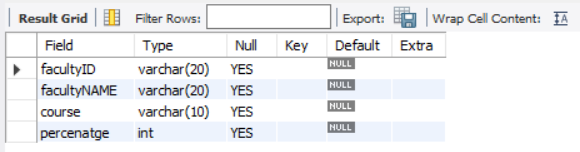 Result Grid Filter Rows: Export: Wrap Cell Content: IA
Field Type Null Key Default Extra
facultyID varchar(20) YES NULL
facultyNAME varchar(20) YES NULL
course varchar(10) YES NULL
percenatge int YES NULL